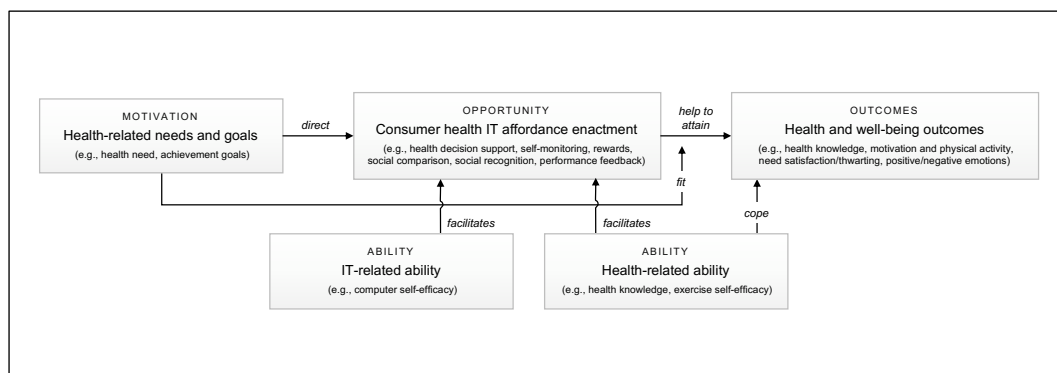 MOTIVATION
Health-related needs and goals
(e.g., health need, achievement goals)
direct
OPPORTUNITY
Consumer health IT affordance enactment
(e.g., health decision support, self-monitoring, rewards,
social comparison, social recognition, performance feedback)
help to
attain
OUTCOMES
Health and well-being outcomes
(e.g., health knowledge, motivation and physical activity,
need satisfaction/thwarting, positive/negative emotions)
fit
facilitates
facilitates
cope
ABILITY
IT-related ability
(e.g., computer self-efficacy)
ABILITY
Health-related ability
(e.g., health knowledge, exercise self-efficacy)